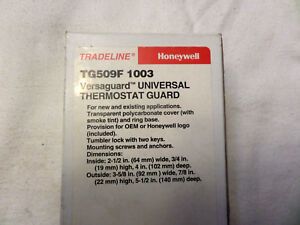 TRADELINE® Honeywell
TG509F 1003
Versaguard™ UNIVERSAL
THERMOSTAT GUARD
For new and existing applications.
Transparent polycarbonate cover (with
smoke tint) and ring base.
Provision for OEM or Honeywell logo
(included).
Tumbler lock with two keys.
Mounting screws and anchors.
Dimensions:
Inside: 2-1/2 in. (64 mm) wide, 3/4 in.
(19 mm) high, 4 in. (102 mm) deep.
Outside: 3-5/8 in. (92 mm) wide, 7/8 in.
(22 mm) high, 5-1/2 in. (140 mm) deep.